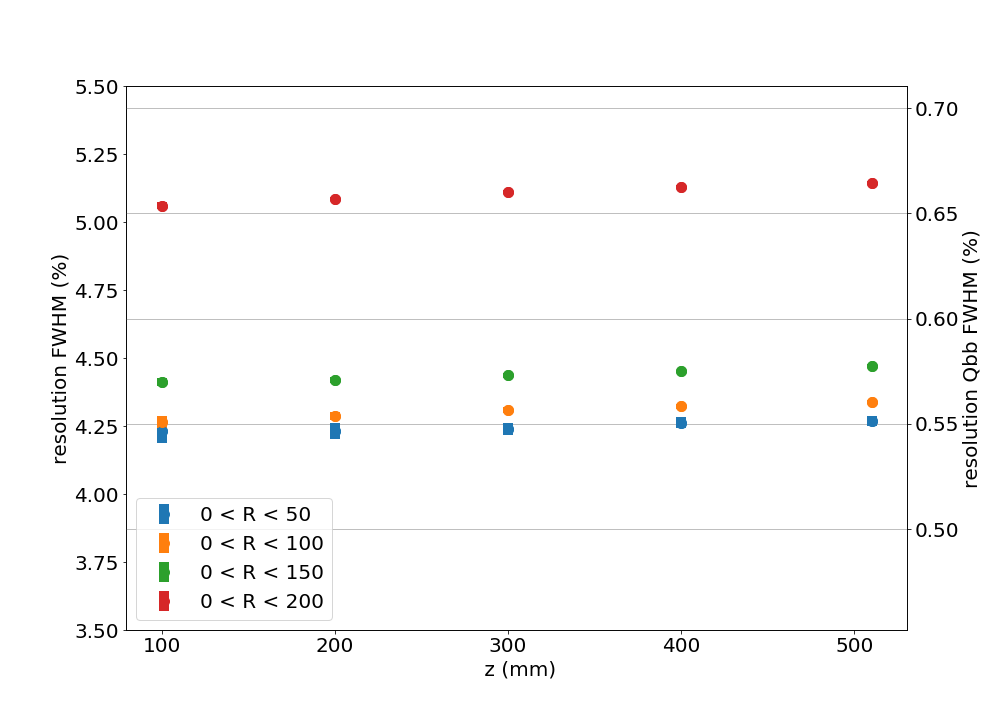 5.50
5.25
5.00
4.75
4.50
4.25
4.00
3.75
3.50
resolution FWHM (%)
0 < R < 50
0 < R < 100
0 < R < 150
0 < R < 200
100
200
300
400
500
z (mm)
0.70
0.65
0.60
0.55
0.50
resolution Qbb FWHM (%)